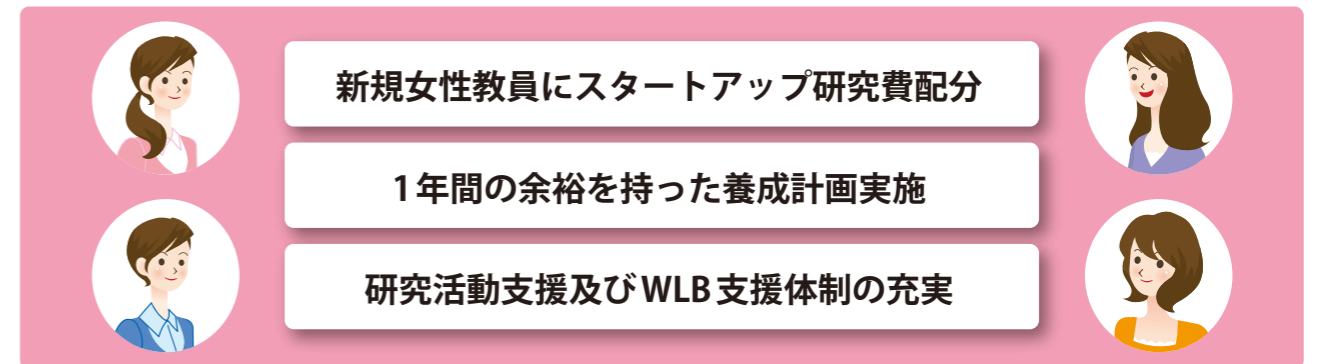 新規女性教員にスタートアップ研究費配分
1年間の余裕を持った養成計画実施
研究活動支援及びWLB支援体制の充実